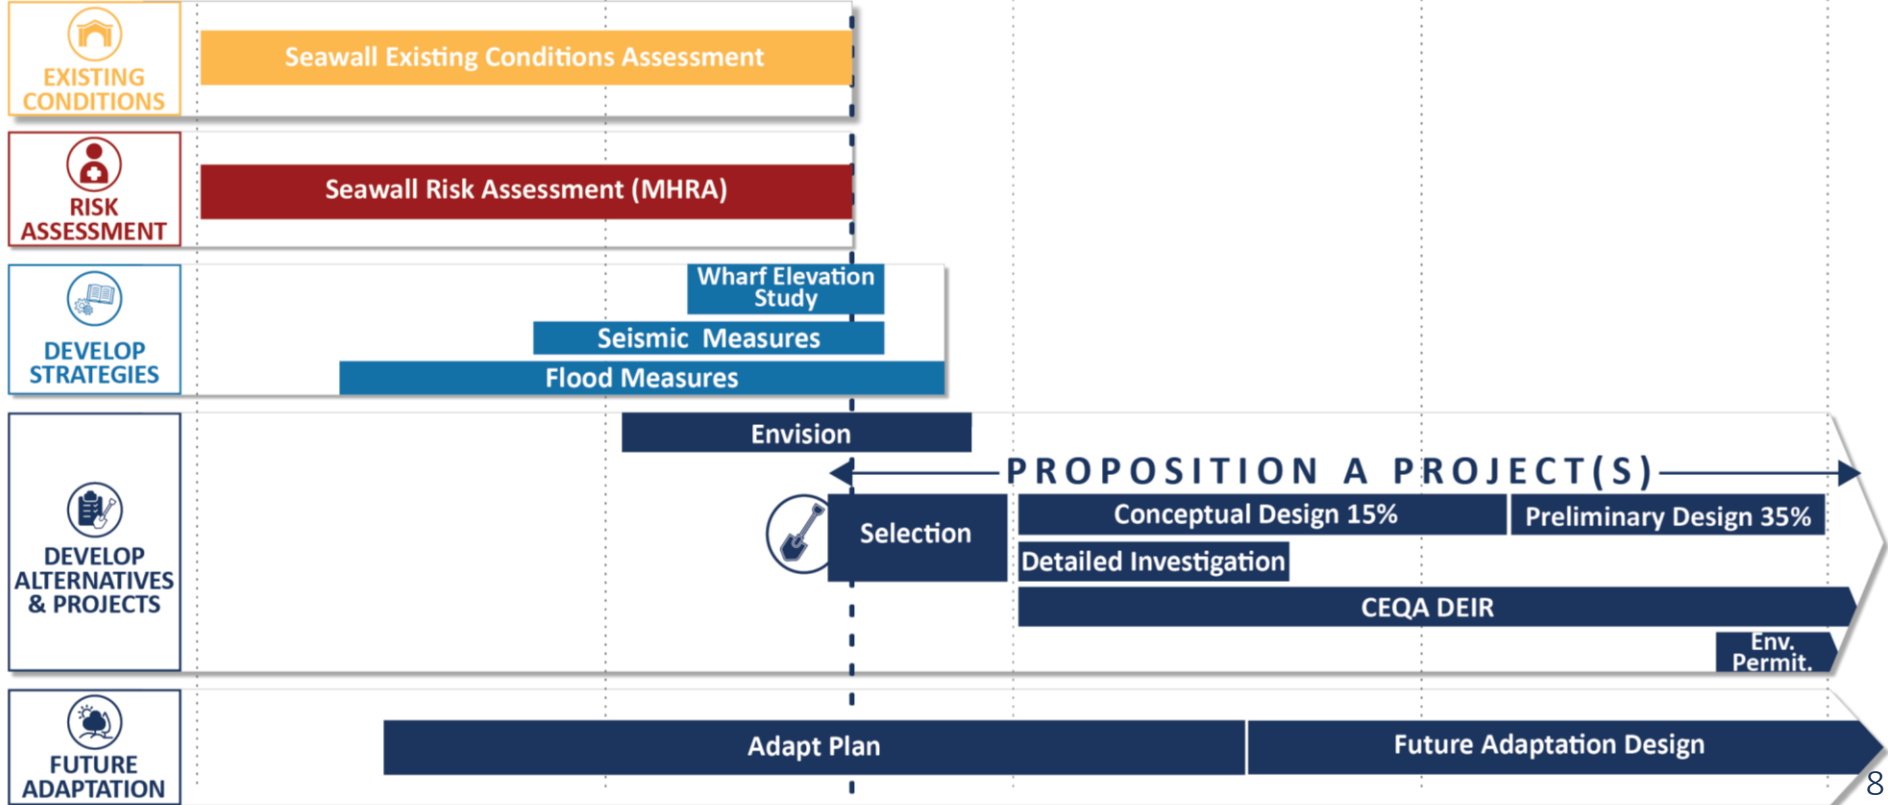 EXISTING
CONDITIONS
Seawall Existing Conditions Assessment
RISK
ASSESSMENT
Seawall Risk Assessment (MHRA)
DEVELOP
STRATEGIES
Wharf Elevation
Study
Seismic Measures
Flood Measures
DEVELOP
ALTERNATIVES
& PROJECTS
Envision
PROPOSITION A PROJECT(S)
Selection
Conceptual Design 15%
Preliminary Design 35%
Detailed Investigation
CEQA DEIR
Env.
Permit.
FUTURE
ADAPTATION
Adapt Plan
Future Adaptation Design
8